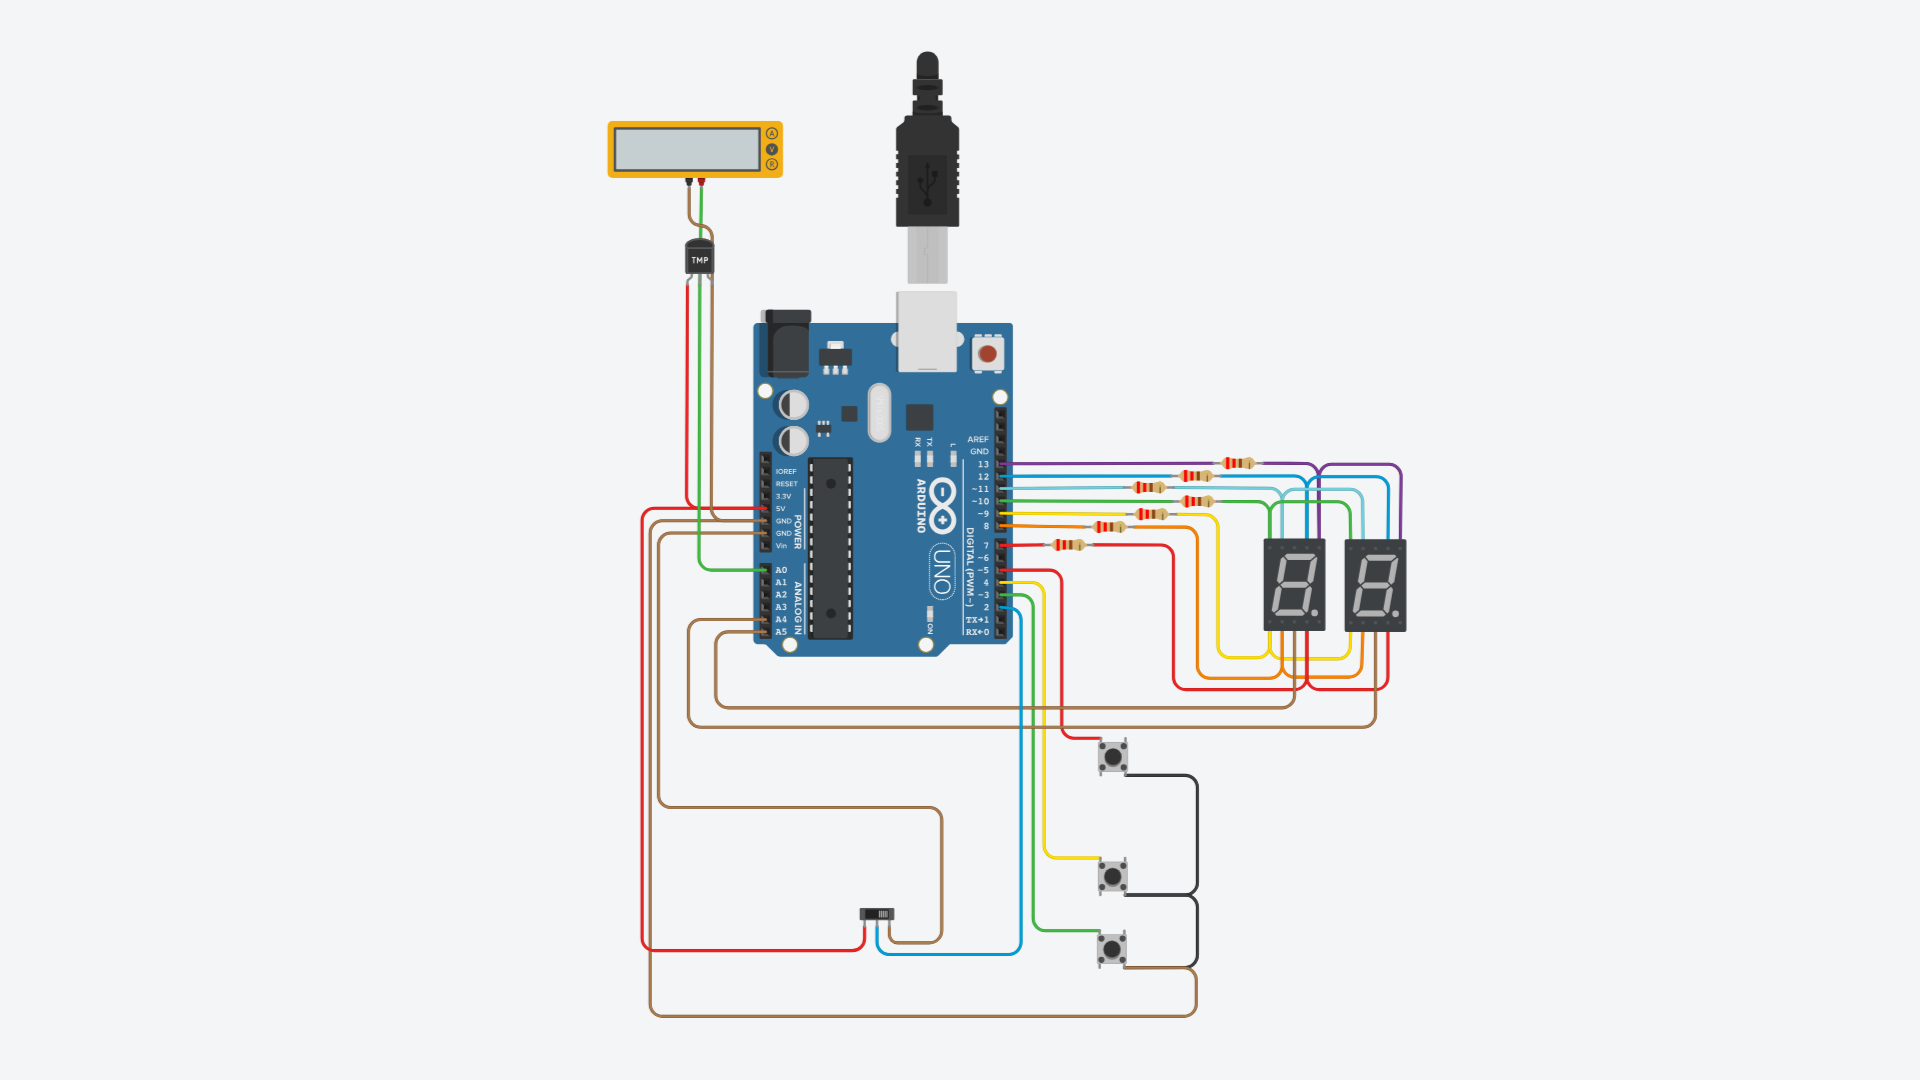 A
V
R
TMP
AREF
GND
RX
TX
L
13
12
~11
~10
~9
8
IOREF
RESET
3.3V
5V
GND
GND
Vin
POWER
ARDUINO
UNO
DIGITAL (PWM~)
7
~6
~5
4
~3
2
TX→1
RX←0
A0
A1
A2
A3
A4
A5
ANALOG IN
ON